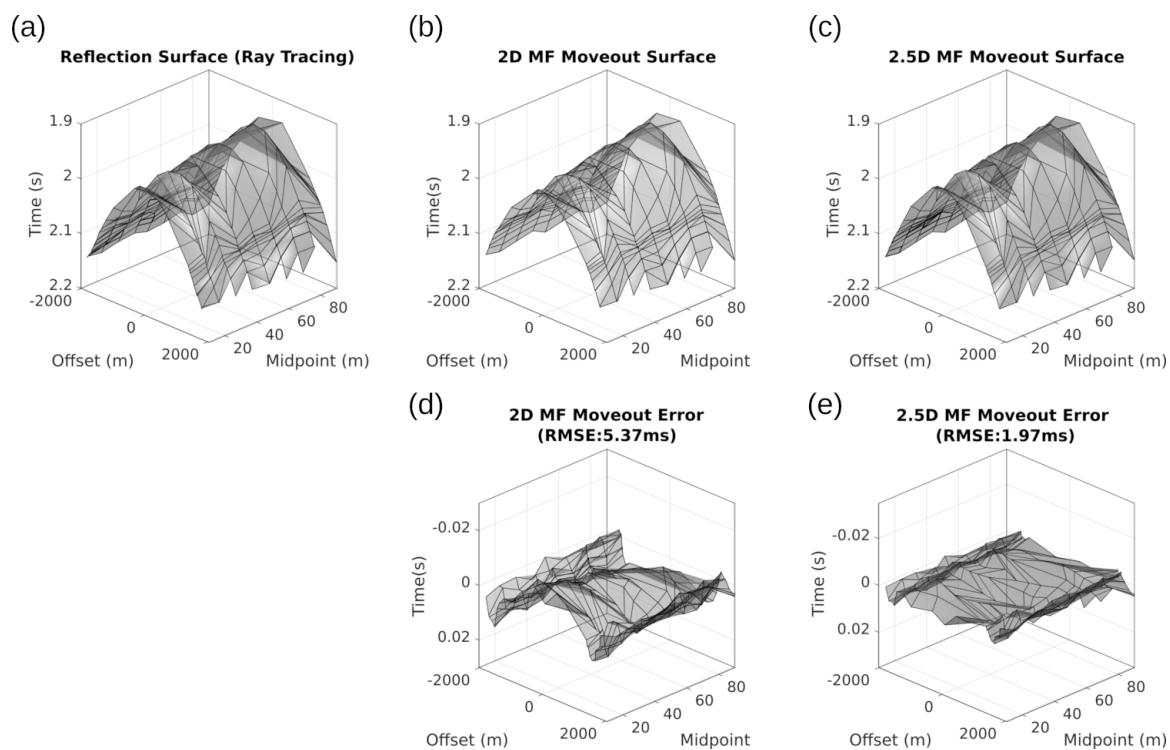 (a)
Reflection Surface (Ray Tracing)
1.9
2
2.1
2.2
Time (s)
-2000
0
2000
Offset (m)
20
40
60
80
Midpoint (m)
(b)
2D MF Moveout Surface
1.9
2
2.1
2.2
Time(s)
-2000
0
2000
Offset (m)
20
40
60
80
Midpoint
(c)
2.5D MF Moveout Surface
1.9
2
2.1
2.2
Time (s)
-2000
0
2000
Offset (m)
20
40
60
80
Midpoint (m)
(d)
2D MF Moveout Error
(RMSE:5.37ms)
-0.02
0
0.02
Time(s)
-2000
0
2000
Offset (m)
20
40
60
80
Midpoint
(e)
2.5D MF Moveout Error
(RMSE:1.97ms)
-0.02
0
0.02
Time (s)
-2000
0
2000
Offset (m)
20
40
60
80
Midpoint (m)